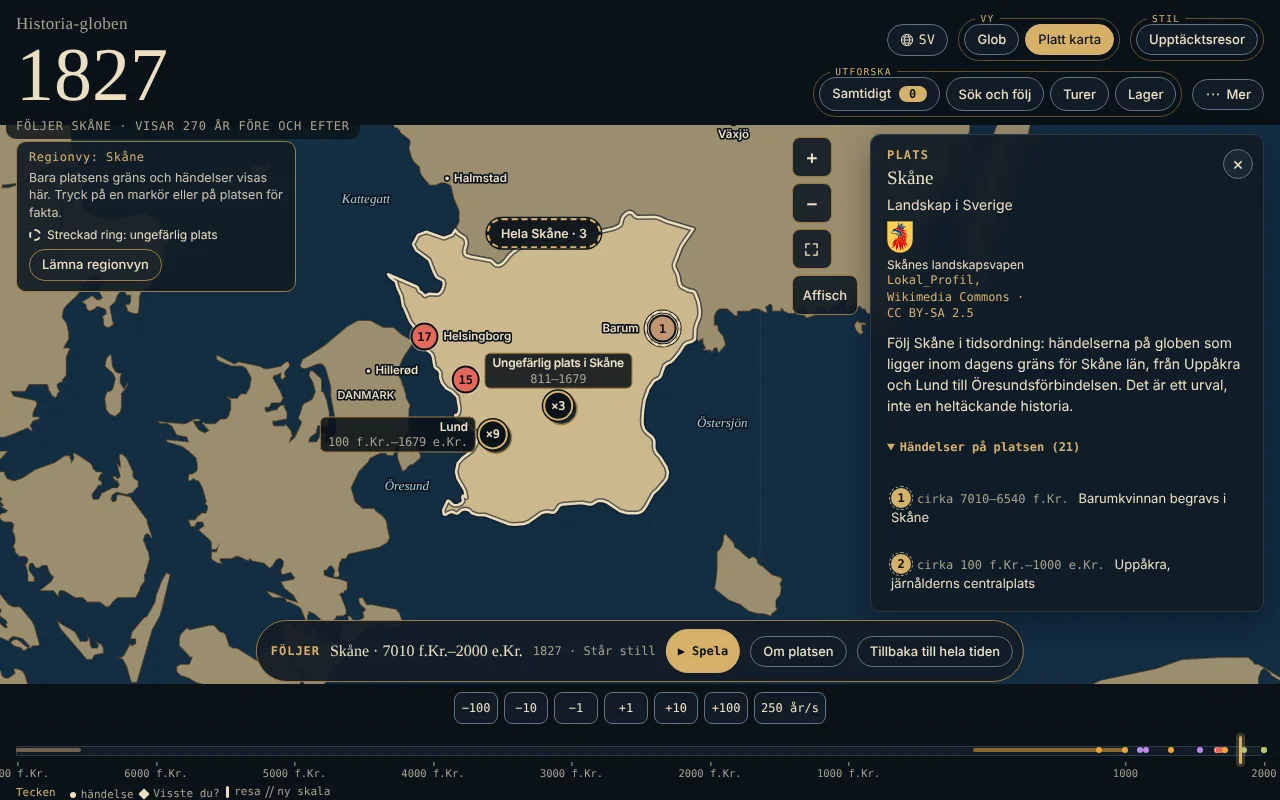 Historia-globen
1827
FÖLJER SKÅNE · VISAR 270 ÅR FÖRE OCH EFTER
SV
VY
Glob
Platt karta
STIL
Upptäcktsresor
UTFORSKA
Samtidigt 0
Sök och följ
Turer
Lager
··· Mer
Regionvy: Skåne
Bara platsens gräns och händelser visas
här. Tryck på en markör eller på platsen för
fakta.
Streckad ring: ungefärlig plats
Lämna regionvyn
Växjö
Halmstad
Kattegatt
Hela Skåne · 3
17 Helsingborg
Barum 1
Hillerød
DANMARK
15
Ungefärlig plats i Skåne
811–1679
×3
Lund
100 f.Kr.–1679 e.Kr.
×9
Östersjön
Öresund
+
−
Affisch
PLATS
×
Skåne
Landskap i Sverige
Skånes landskapsvapen
Lokal_Profil,
Wikimedia Commons ·
CC BY-SA 2.5
Följ Skåne i tidsordning: händelserna på globen som
ligger inom dagens gräns för Skåne län, från Uppåkra
och Lund till Öresundsförbindelsen. Det är ett urval,
inte en heltäckande historia.
▼ Händelser på platsen (21)
1 cirka 7010–6540 f.Kr. Barumkvinnan begravs i
Skåne
2 cirka 100 f.Kr.–1000 e.Kr. Uppåkra,
järnålderns centralplats
FÖLJER Skåne · 7010 f.Kr.–2000 e.Kr. 1827 · Står still
▶ Spela
Om platsen
Tillbaka till hela tiden
−100
−10
−1
+1
+10
+100
250 år/s
00 f.Kr.
6000 f.Kr.
5000 f.Kr.
4000 f.Kr.
3000 f.Kr.
2000 f.Kr.
1000 f.Kr.
1000
2000
Tecken ● händelse ◆ Visste du? resa // ny skala